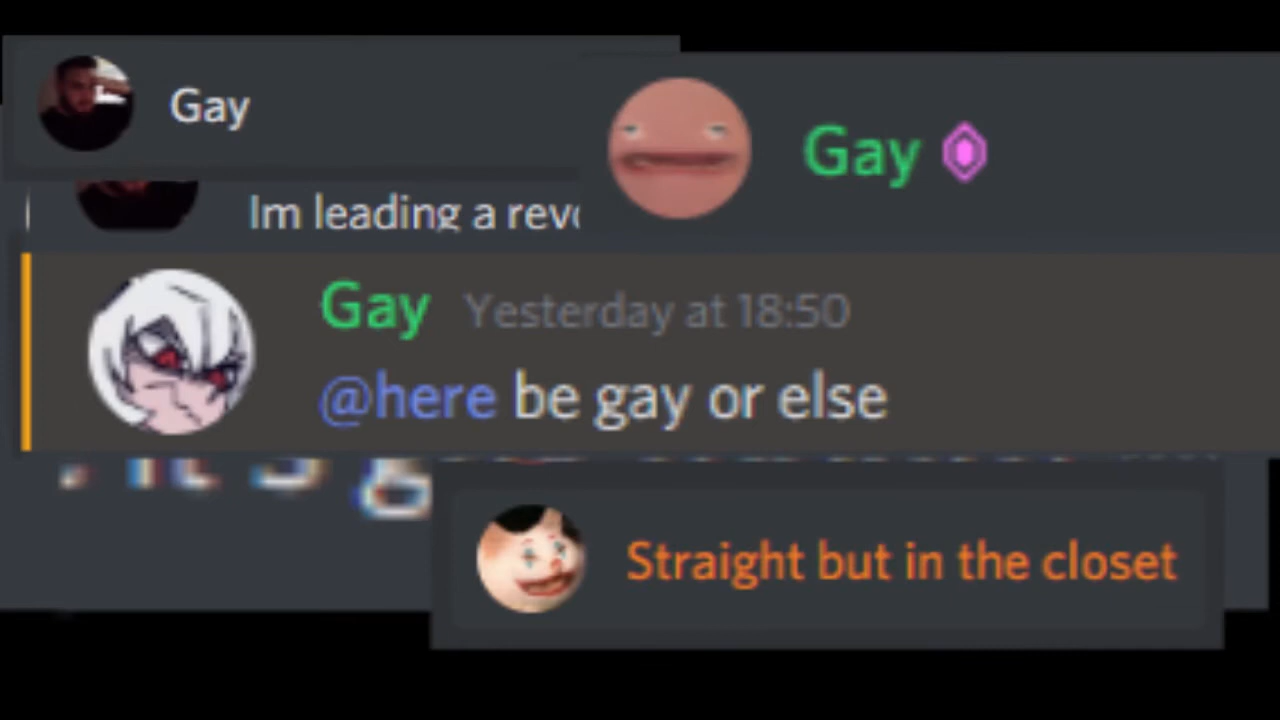 Gay
Gay
Im leading a rev
Gay Yesterday at 18:50
@here be gay or else
Straight but in the closet